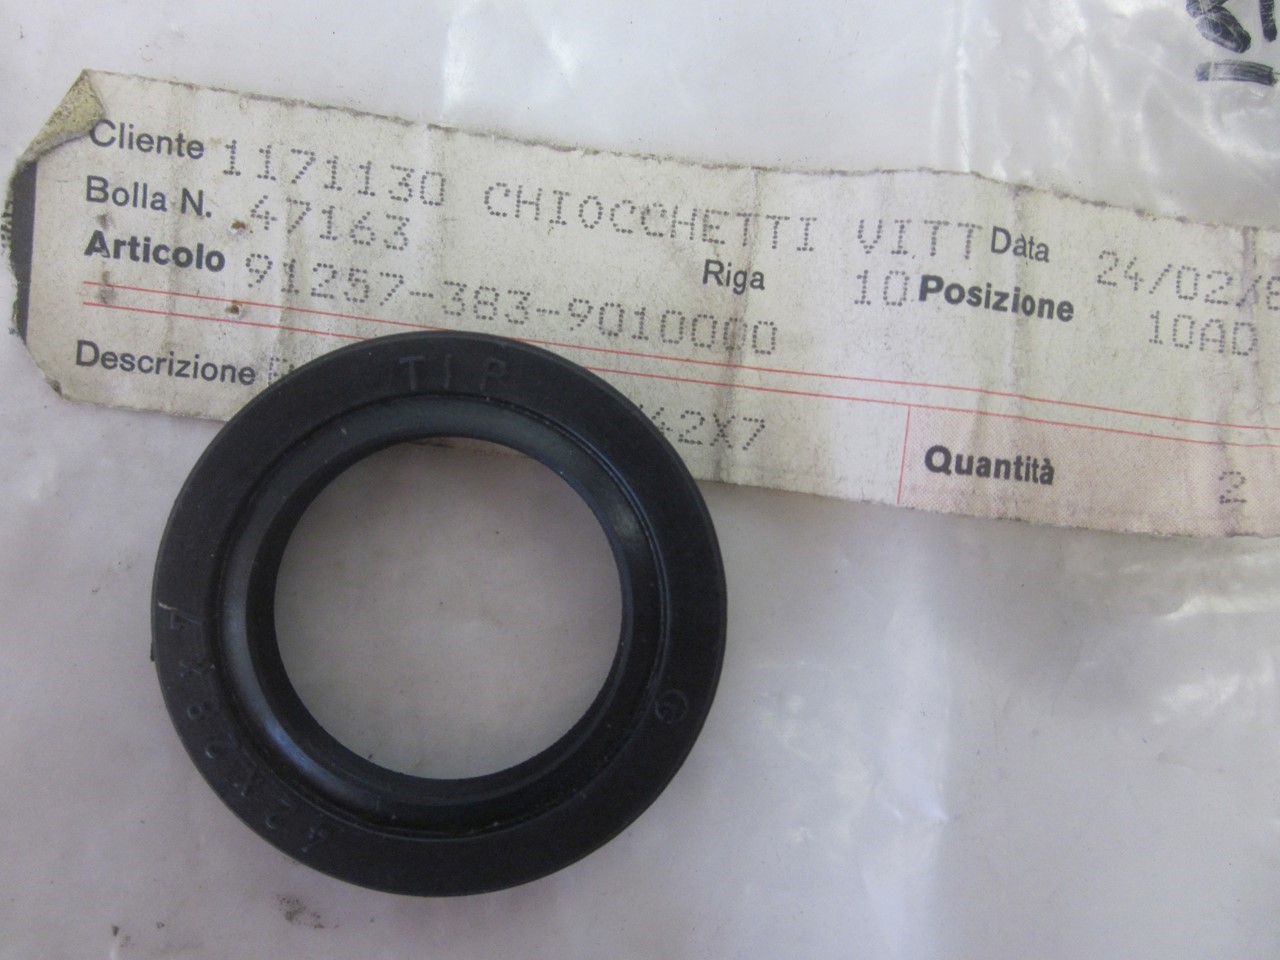 Cliente 1171130 CHIOCCHETTI VITT Data 24/02/8
Bolla N. 47163 Riga 10 Posizione 10AD
Articolo 91257-383-9010000
Descrizione 42X7
Quantità 2
TIP
42X28X7